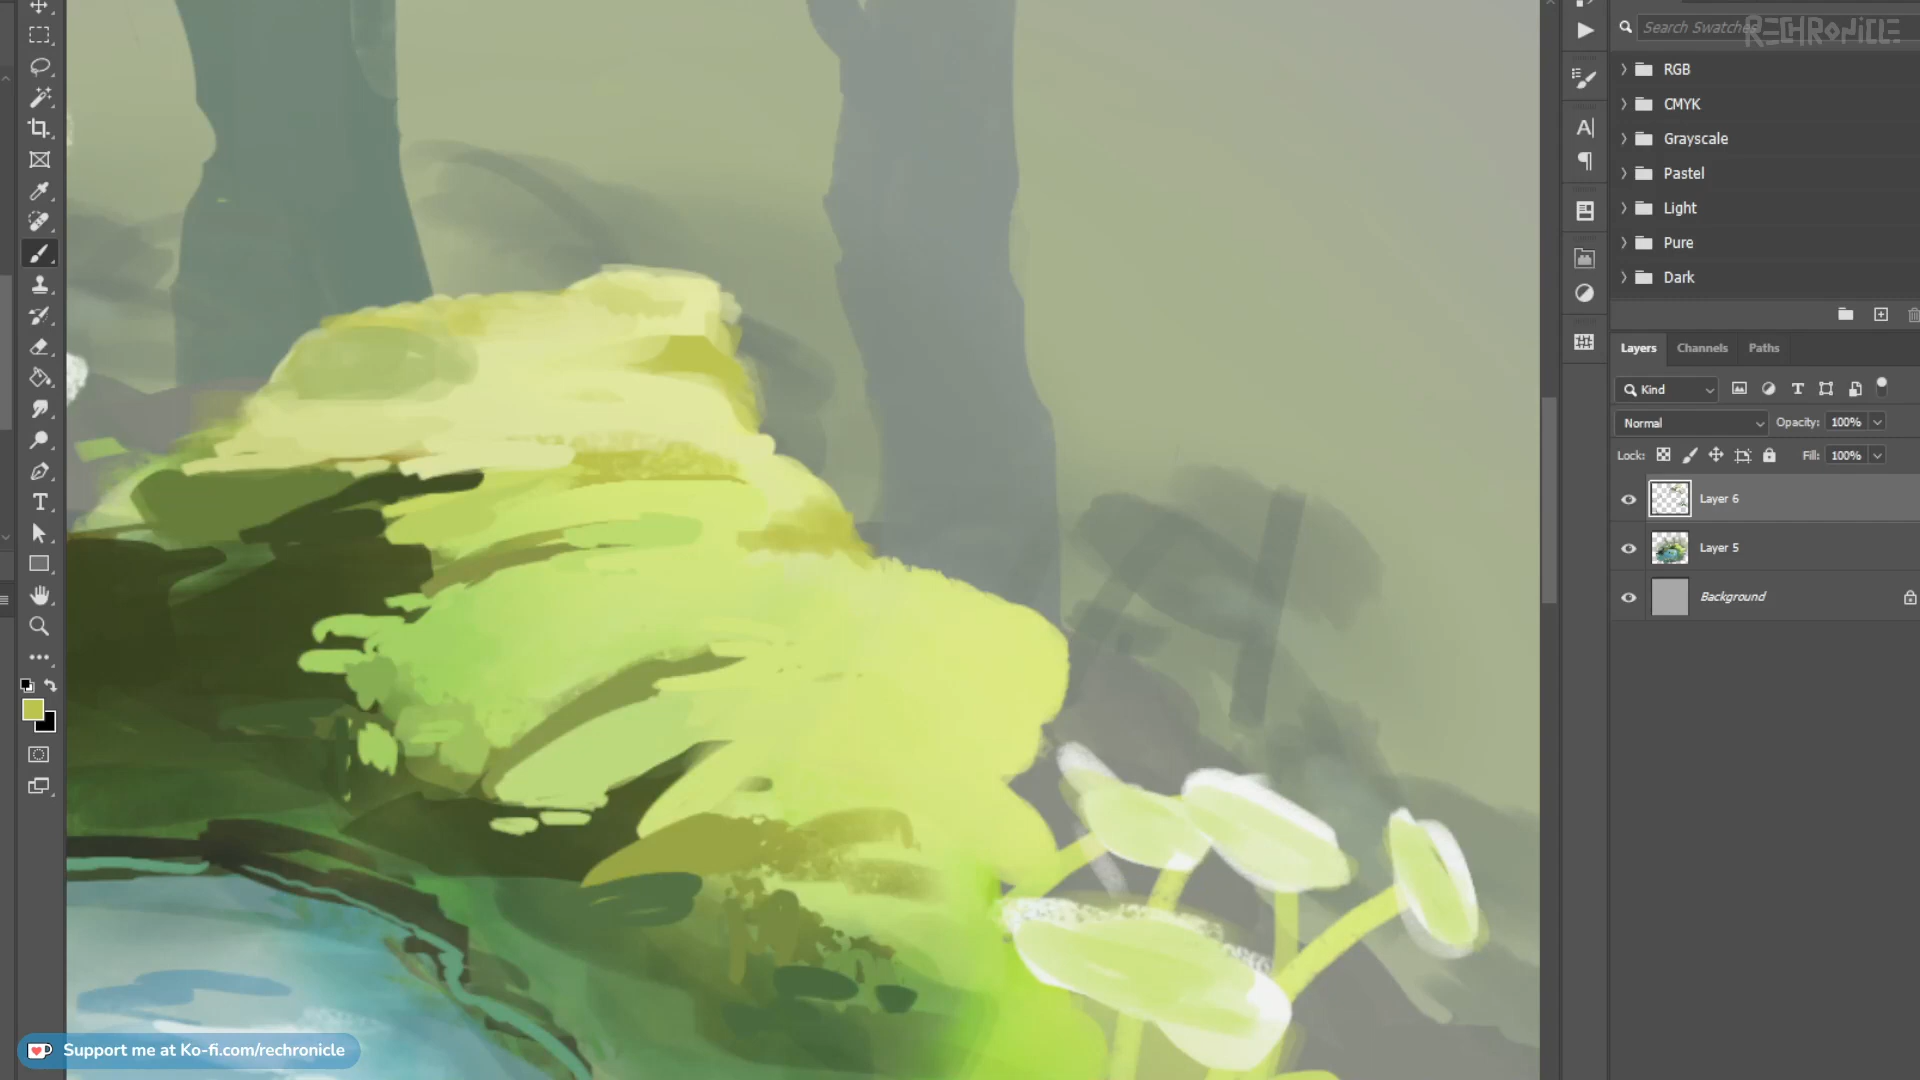 Search Swatches
RECHRONICLE
RGB
CMYK
Grayscale
Pastel
Light
Pure
Dark
Layers Channels Paths
Kind
Normal Opacity: 100%
Lock: Fill: 100%
Layer 6
Layer 5
Background
Support me at Ko-fi.com/rechronicle